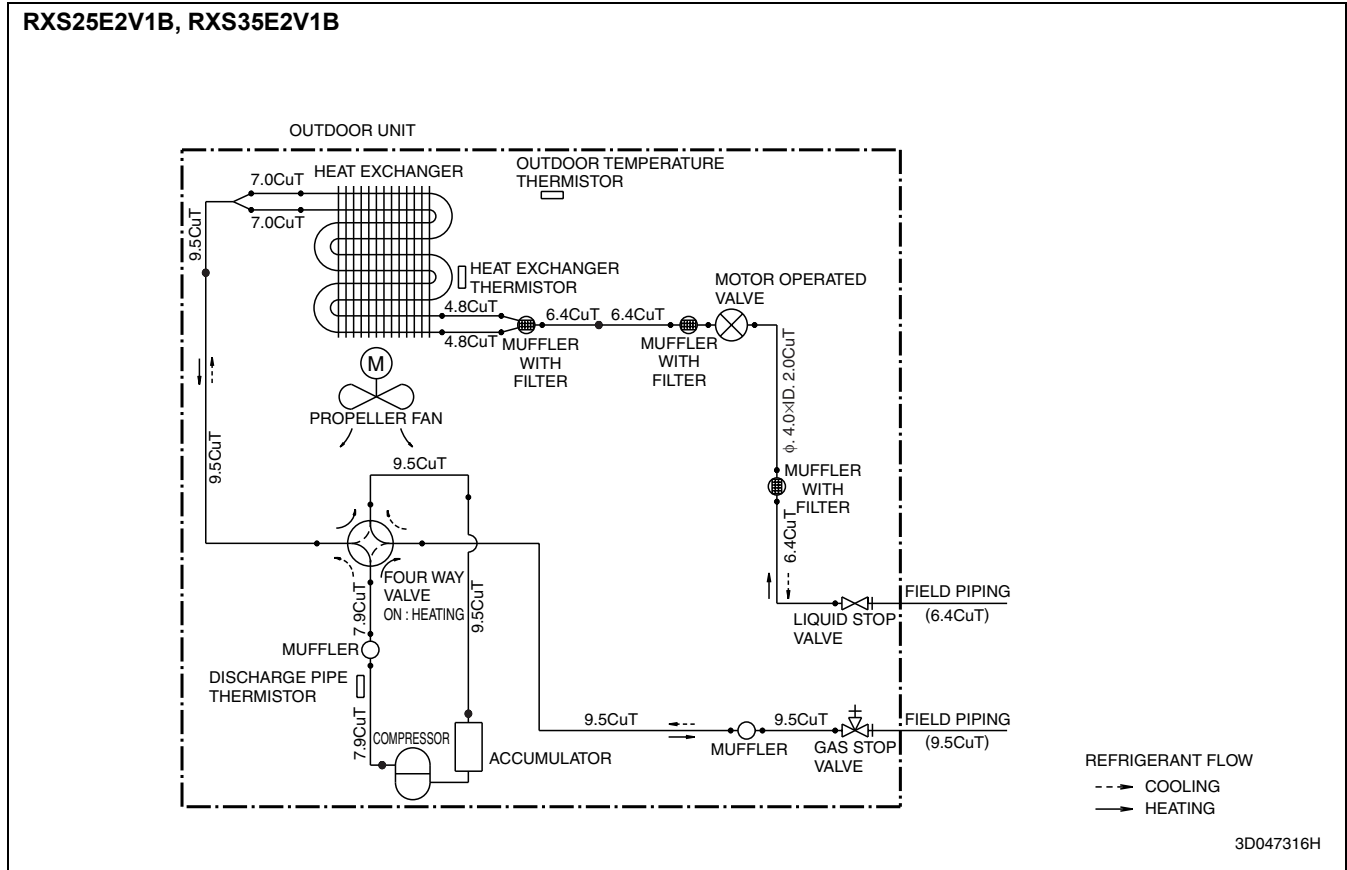 RXS25E2V1B, RXS35E2V1B
OUTDOOR UNIT
HEAT EXCHANGER
OUTDOOR TEMPERATURE
THERMISTOR
7.0CuT
7.0CuT
9.5CuT
HEAT EXCHANGER
THERMISTOR
MOTOR OPERATED
VALVE
4.8CuT
4.8CuT
6.4CuT
6.4CuT
MUFFLER
WITH
FILTER
MUFFLER
WITH
FILTER
M
PROPELLER FAN
φ. 4.0×ID. 2.0CuT
9.5CuT
9.5CuT
MUFFLER
WITH
FILTER
6.4CuT
FOUR WAY
VALVE
ON : HEATING
7.9CuT
9.5CuT
LIQUID STOP
VALVE
FIELD PIPING
(6.4CuT)
MUFFLER
DISCHARGE PIPE
THERMISTOR
7.9CuT
COMPRESSOR
ACCUMULATOR
9.5CuT
MUFFLER
9.5CuT
GAS STOP
VALVE
FIELD PIPING
(9.5CuT)
REFRIGERANT FLOW
COOLING
HEATING
3D047316H